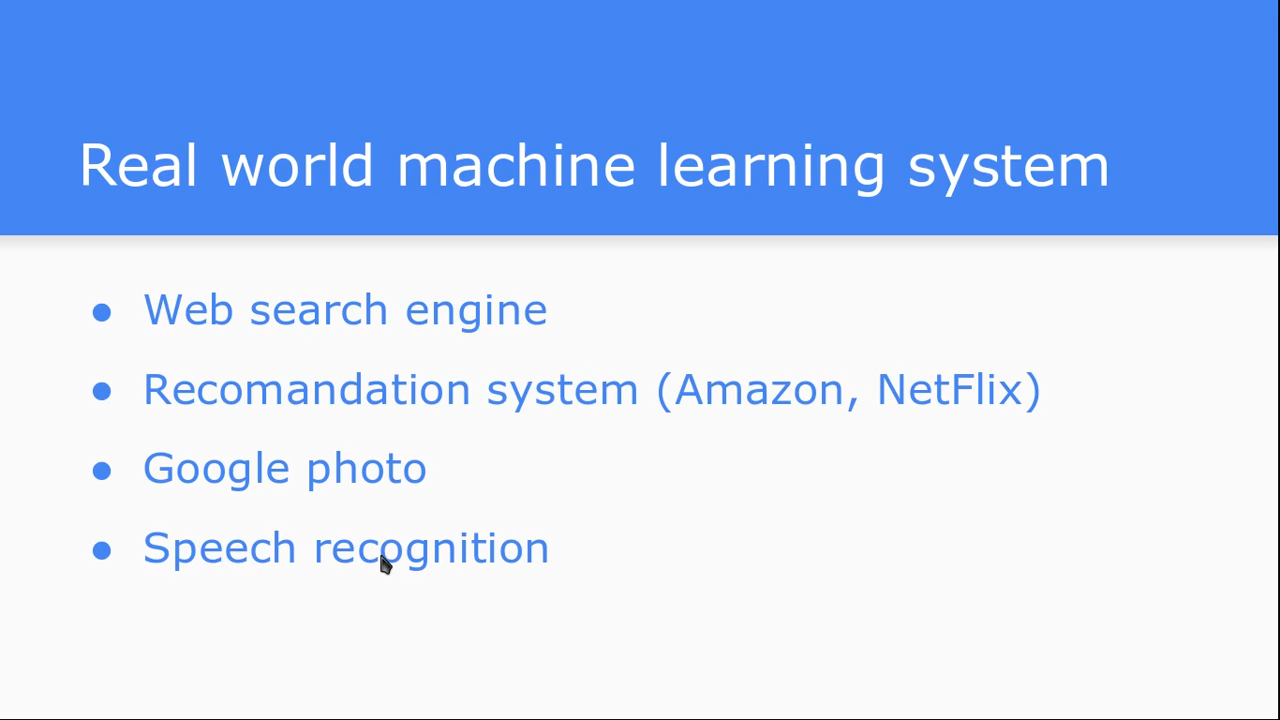 Real world machine learning system
● Web search engine
● Recomandation system (Amazon, NetFlix)
● Google photo
● Speech recognition